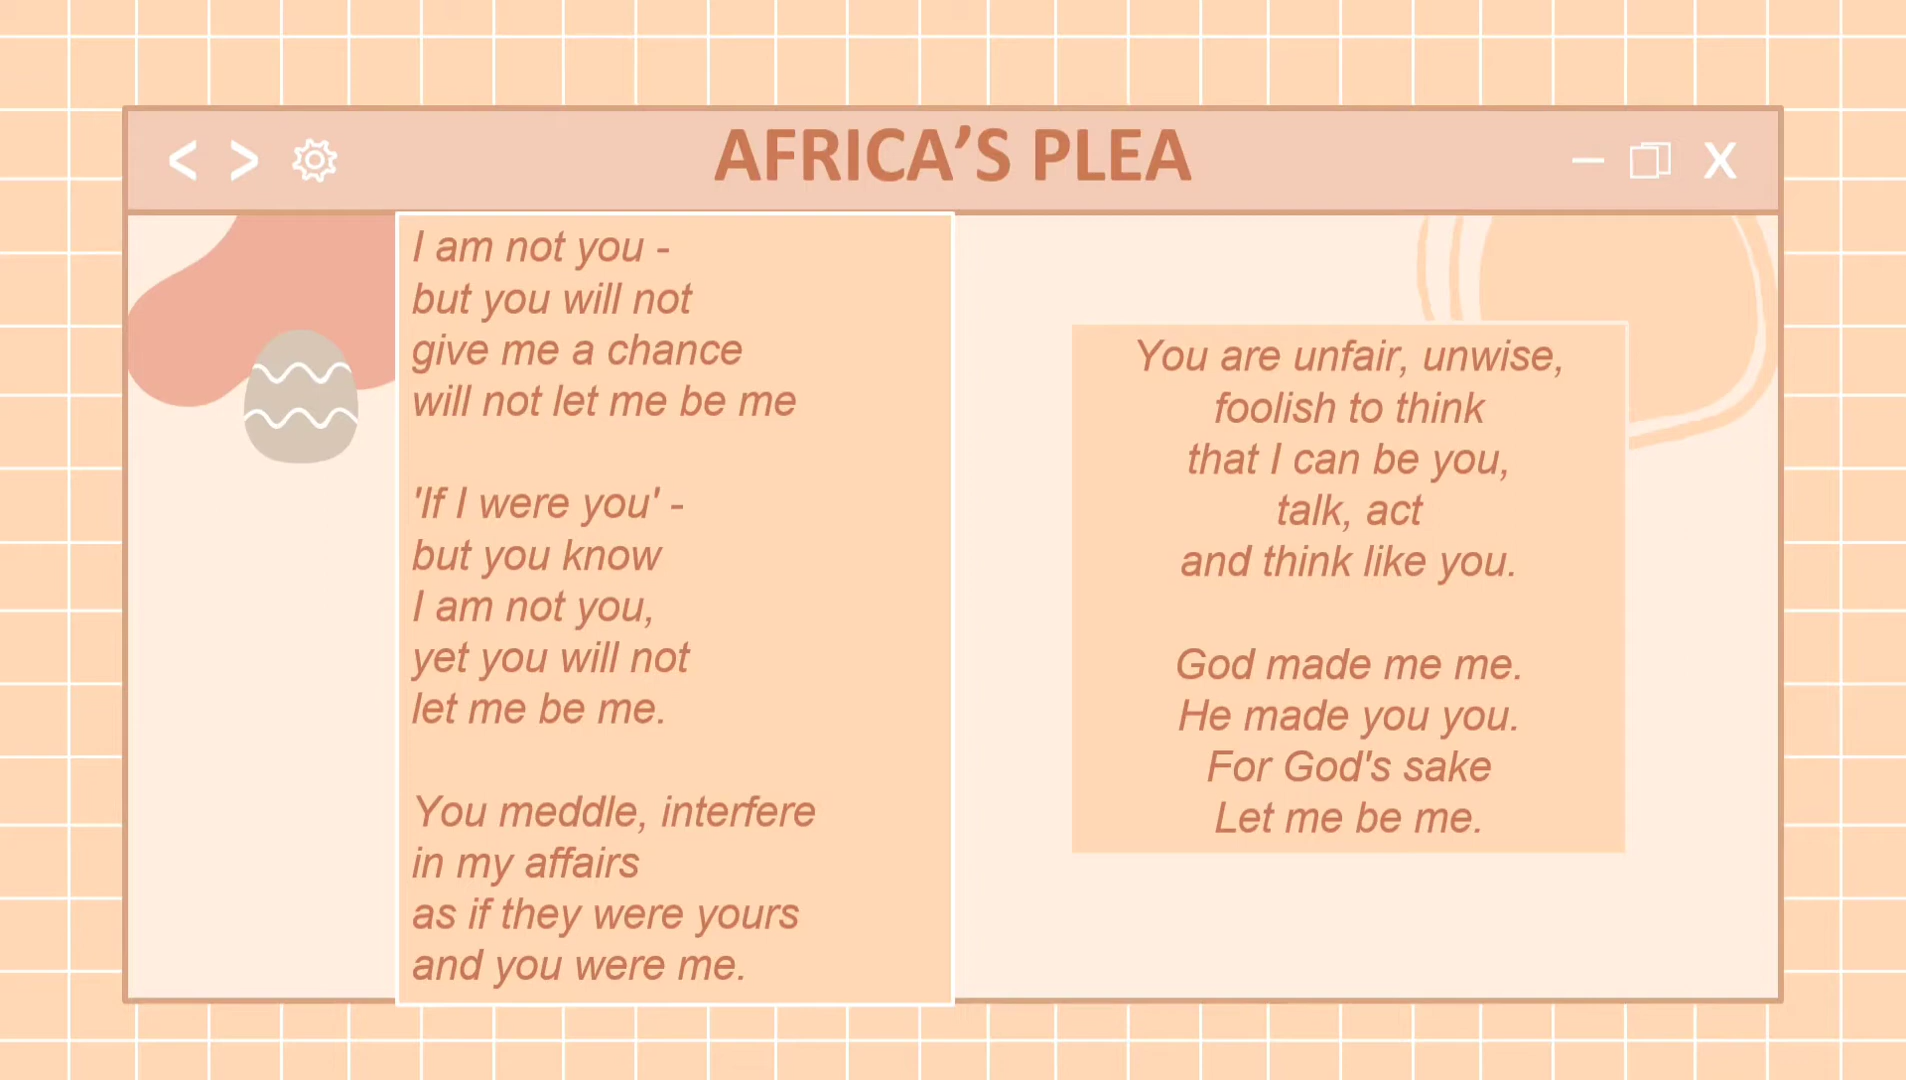 AFRICA’S PLEA
I am not you -
but you will not
give me a chance
will not let me be me
'If I were you' -
but you know
I am not you,
yet you will not
let me be me.
You meddle, interfere
in my affairs
as if they were yours
and you were me.
You are unfair, unwise,
foolish to think
that I can be you,
talk, act
and think like you.
God made me me.
He made you you.
For God's sake
Let me be me.